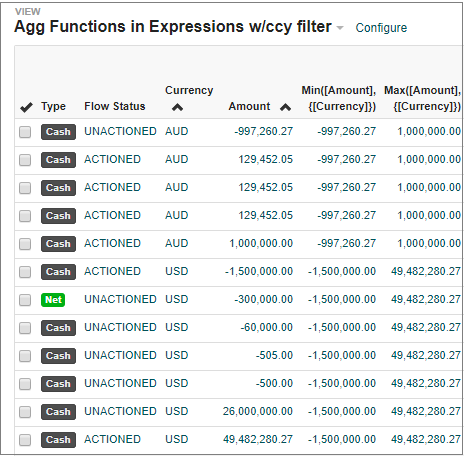 VIEW
Agg Functions in Expressions w/ccy filter Configure
Currency Min([Amount], Max([Amount],
Type Flow Status Amount {[Currency]}) {[Currency]})
Cash UNACTIONED AUD -997,260.27 -997,260.27 1,000,000.00
Cash ACTIONED AUD 129,452.05 -997,260.27 1,000,000.00
Cash ACTIONED AUD 129,452.05 -997,260.27 1,000,000.00
Cash ACTIONED AUD 129,452.05 -997,260.27 1,000,000.00
Cash ACTIONED AUD 1,000,000.00 -997,260.27 1,000,000.00
Cash ACTIONED USD -1,500,000.00 -1,500,000.00 49,482,280.27
Net UNACTIONED USD -300,000.00 -1,500,000.00 49,482,280.27
Cash UNACTIONED USD -60,000.00 -1,500,000.00 49,482,280.27
Cash UNACTIONED USD -505.00 -1,500,000.00 49,482,280.27
Cash UNACTIONED USD -500.00 -1,500,000.00 49,482,280.27
Cash UNACTIONED USD 26,000,000.00 -1,500,000.00 49,482,280.27
Cash ACTIONED USD 49,482,280.27 -1,500,000.00 49,482,280.27